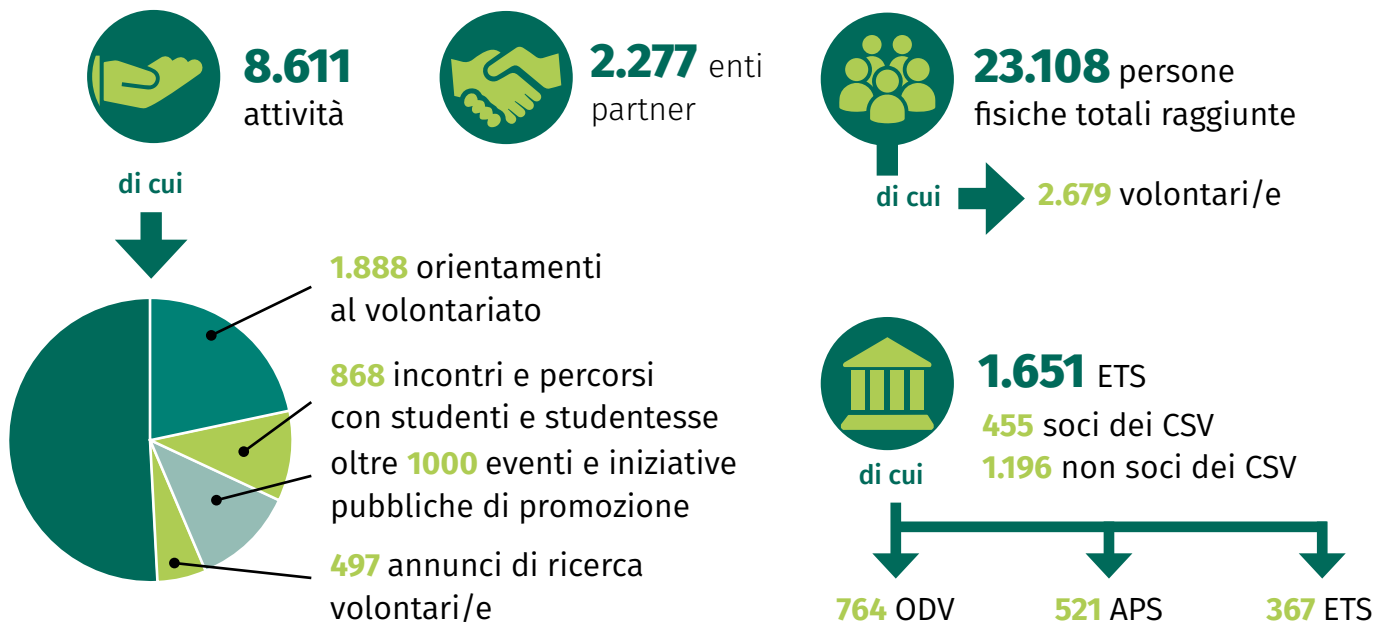 8.611
attività
2.277 enti
partner
23.108 persone
fisiche totali raggiunte
di cui
2.679 volontari/e
di cui
1.888 orientamenti
al volontariato
868 incontri e percorsi
con studenti e studentesse
oltre 1000 eventi e iniziative
pubbliche di promozione
497 annunci di ricerca
volontari/e
1.651 ETS
455 soci dei CSV
1.196 non soci dei CSV
di cui
764 ODV
521 APS
367 ETS